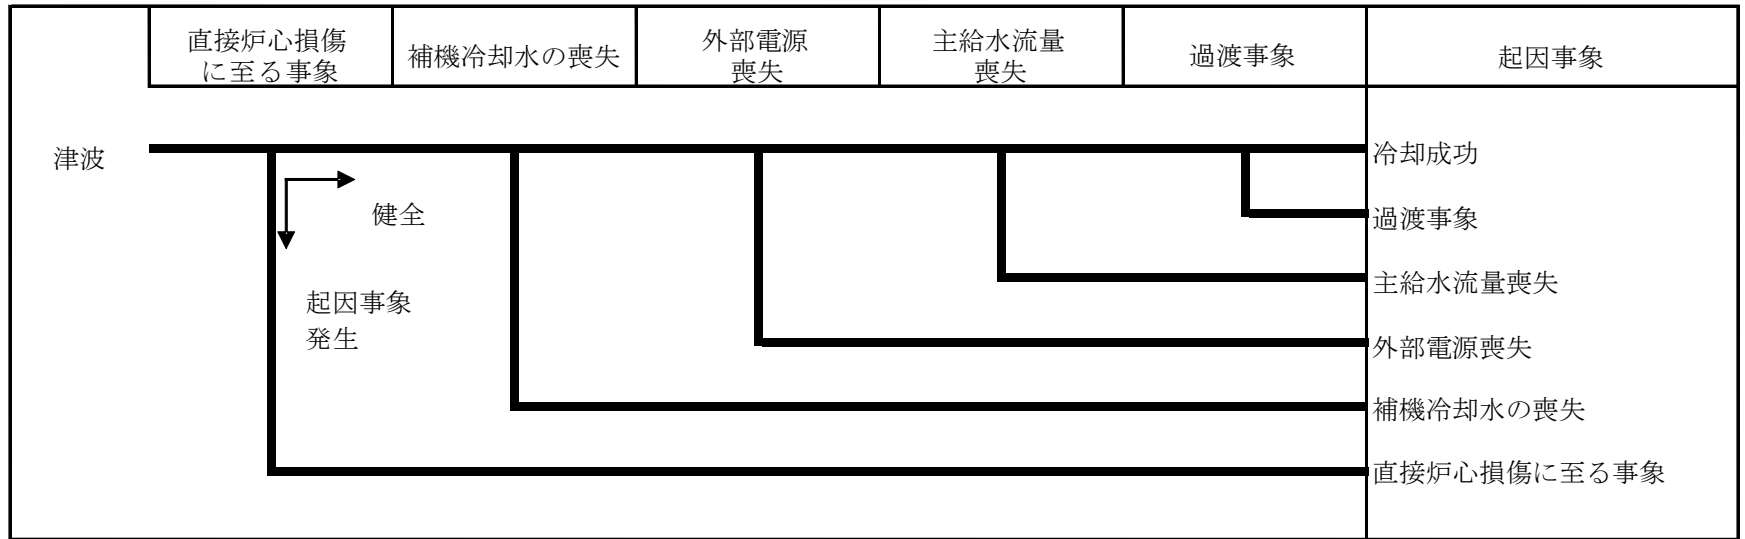 直接炉心損傷
に至る事象
補機冷却水の喪失
外部電源
喪失
主給水流量
喪失
過渡事象
起因事象
津波
冷却成功
健全
過渡事象
起因事象
発生
主給水流量喪失
外部電源喪失
補機冷却水の喪失
直接炉心損傷に至る事象